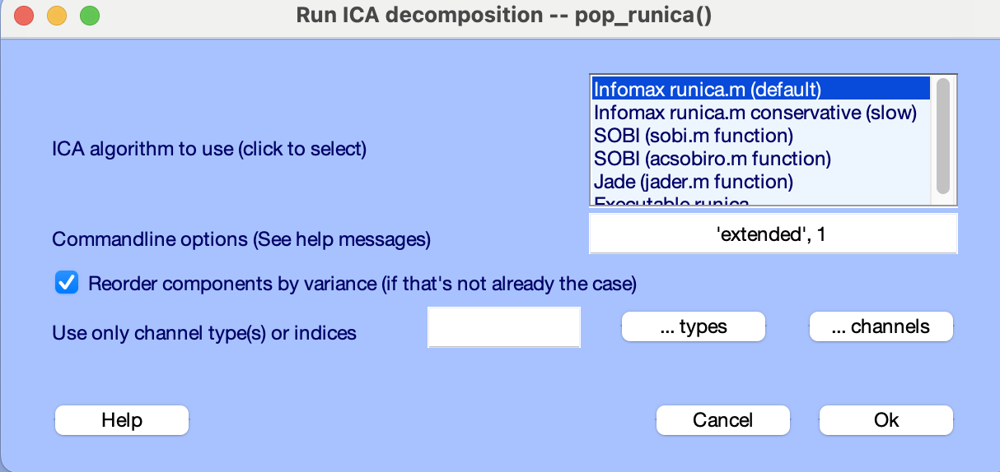 Run ICA decomposition -- pop_runica()
ICA algorithm to use (click to select)
Infomax runica.m (default)
Infomax runica.m conservative (slow)
SOBI (sobi.m function)
SOBI (acsobiro.m function)
Jade (jader.m function)
Executable runica
Commandline options (See help messages)
'extended', 1
Reorder components by variance (if that's not already the case)
Use only channel type(s) or indices
... types
... channels
Help
Cancel
Ok